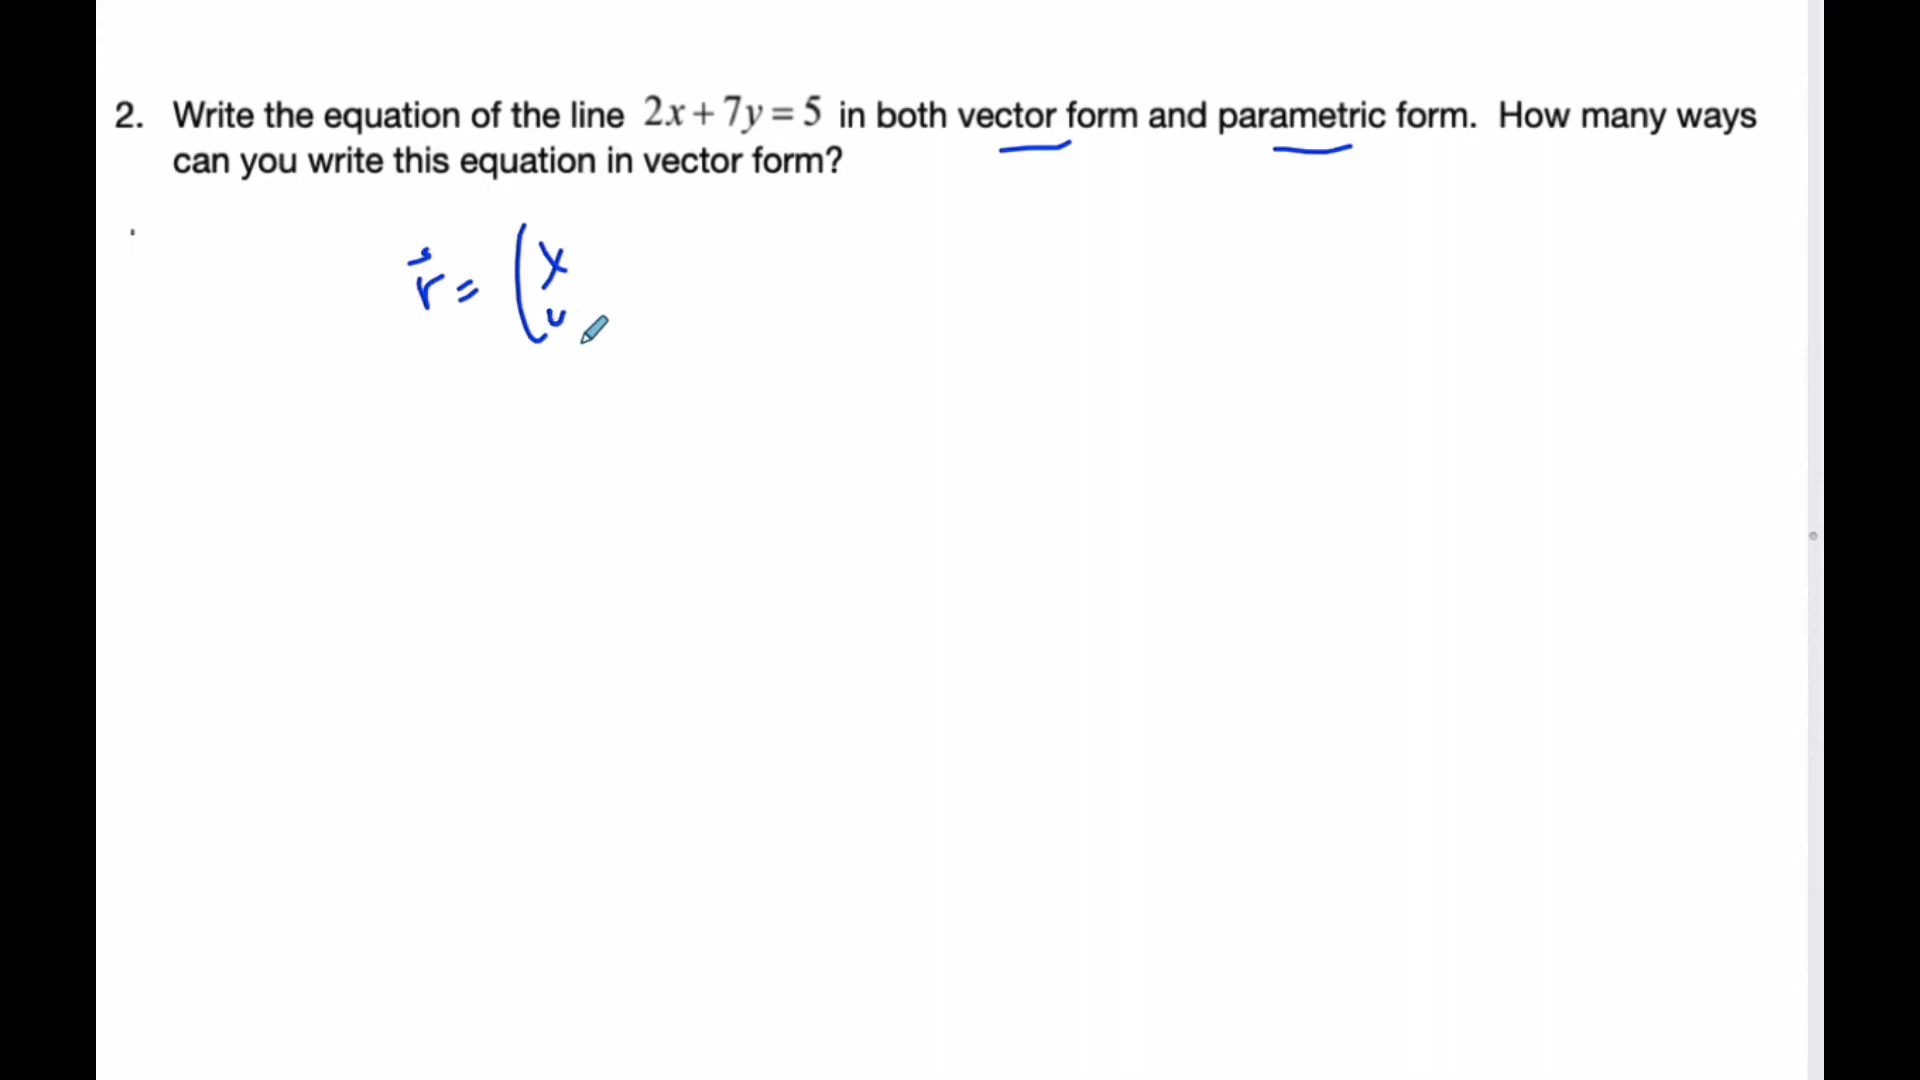 2. Write the equation of the line 2x + 7y = 5 in both vector form and parametric form. How many ways
can you write this equation in vector form?
r⃗ = (x